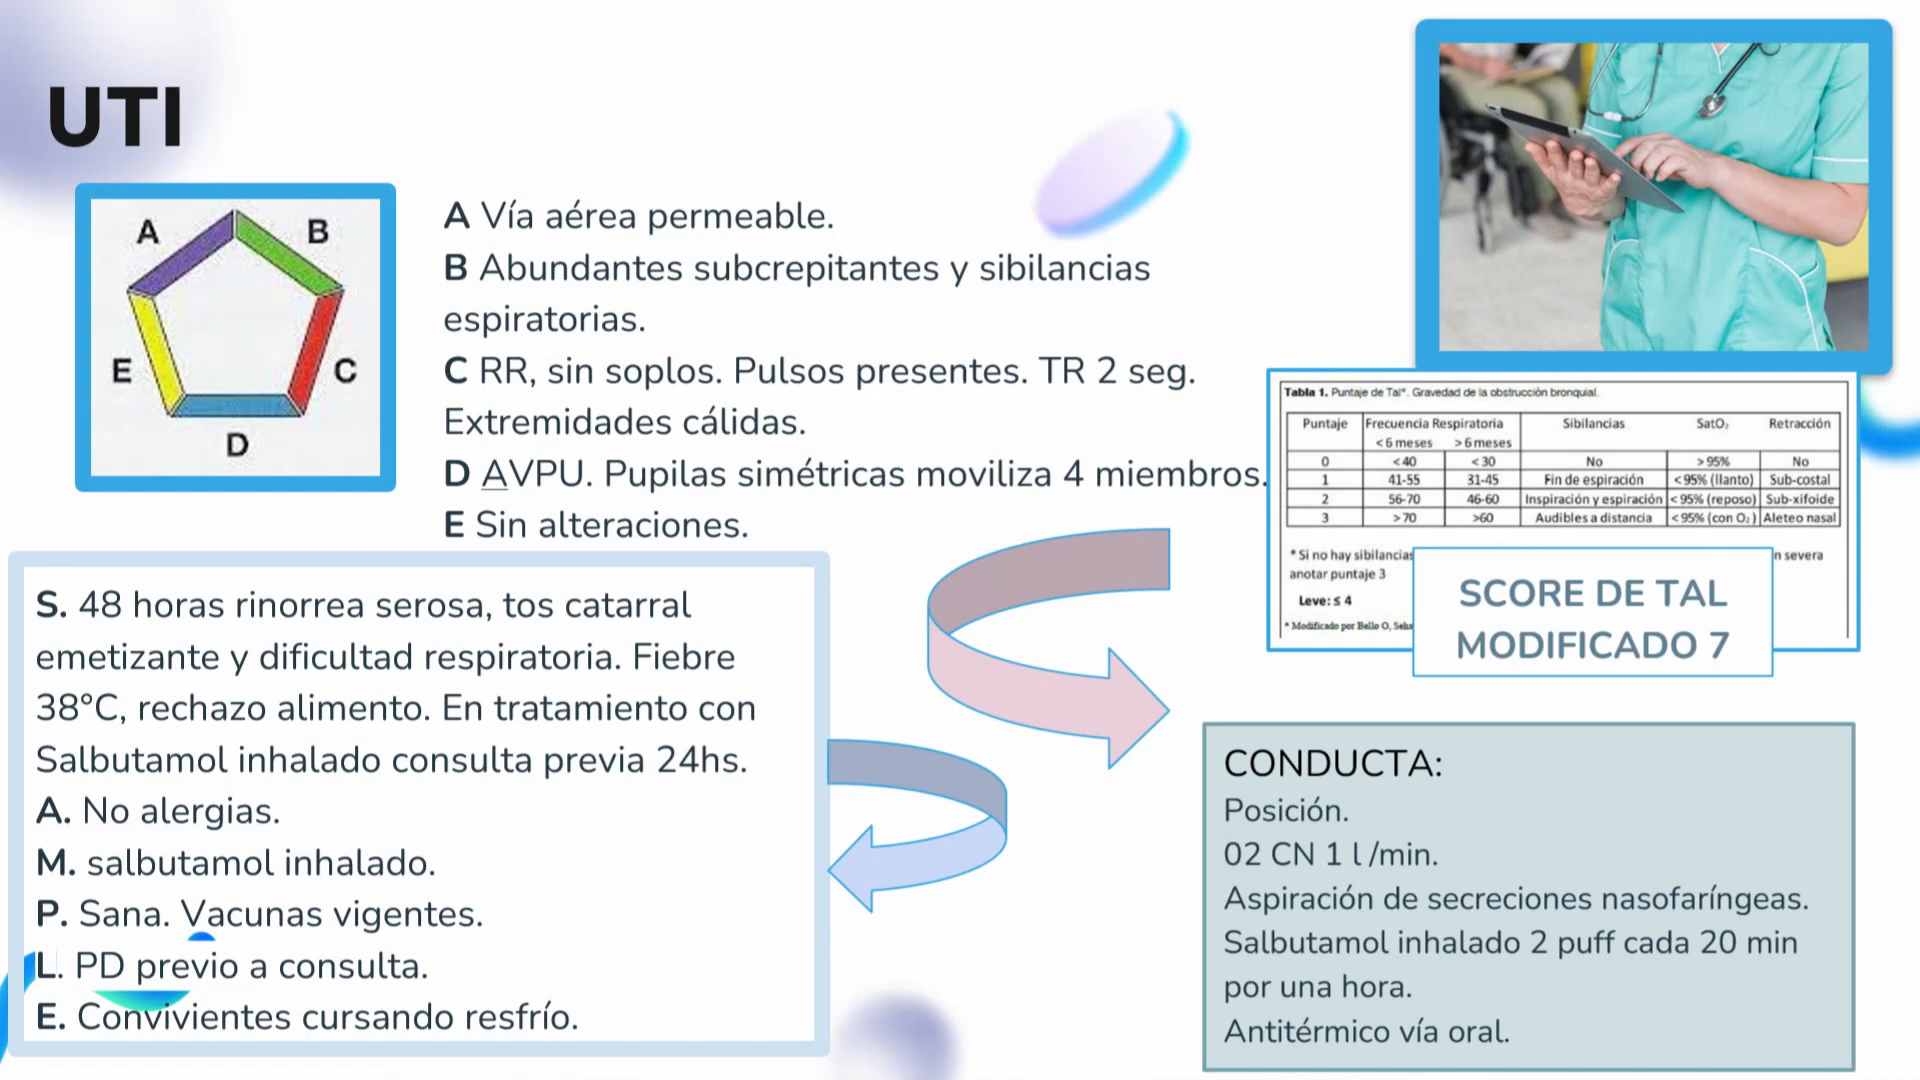 UTI
A
B
E
C
D
A Vía aérea permeable.
B Abundantes subcrepitantes y sibilancias
espiratorias.
C RR, sin soplos. Pulsos presentes. TR 2 seg.
Extremidades cálidas.
D AVPU. Pupilas simétricas moviliza 4 miembros.
E Sin alteraciones.
S. 48 horas rinorrea serosa, tos catarral
emetizante y dificultad respiratoria. Fiebre
38°C, rechazo alimento. En tratamiento con
Salbutamol inhalado consulta previa 24hs.
A. No alergias.
M. salbutamol inhalado.
P. Sana. Vacunas vigentes.
L. PD previo a consulta.
E. Convivientes cursando resfrío.
Tabla 1. Puntaje de Tal*. Gravedad de la obstrucción bronquial.
Puntaje Frecuencia Respiratoria Sibilancias SatO₂ Retracción
<6 meses >6 meses
0 <40 <30 No >95% No
1 41-55 31-45 Fin de espiración <95% (llanto) Sub-costal
2 56-70 46-60 Inspiración y espiración <95% (reposo) Sub-xifoide
3 >70 >60 Audibles a distancia <95% (con O₂) Aleteo nasal
* Si no hay sibilancias n severa
anotar puntaje 3
Leve: ≤ 4
* Modificado por Bello O, Seha
SCORE DE TAL
MODIFICADO 7
CONDUCTA:
Posición.
02 CN 1 l /min.
Aspiración de secreciones nasofaríngeas.
Salbutamol inhalado 2 puff cada 20 min
por una hora.
Antitérmico vía oral.